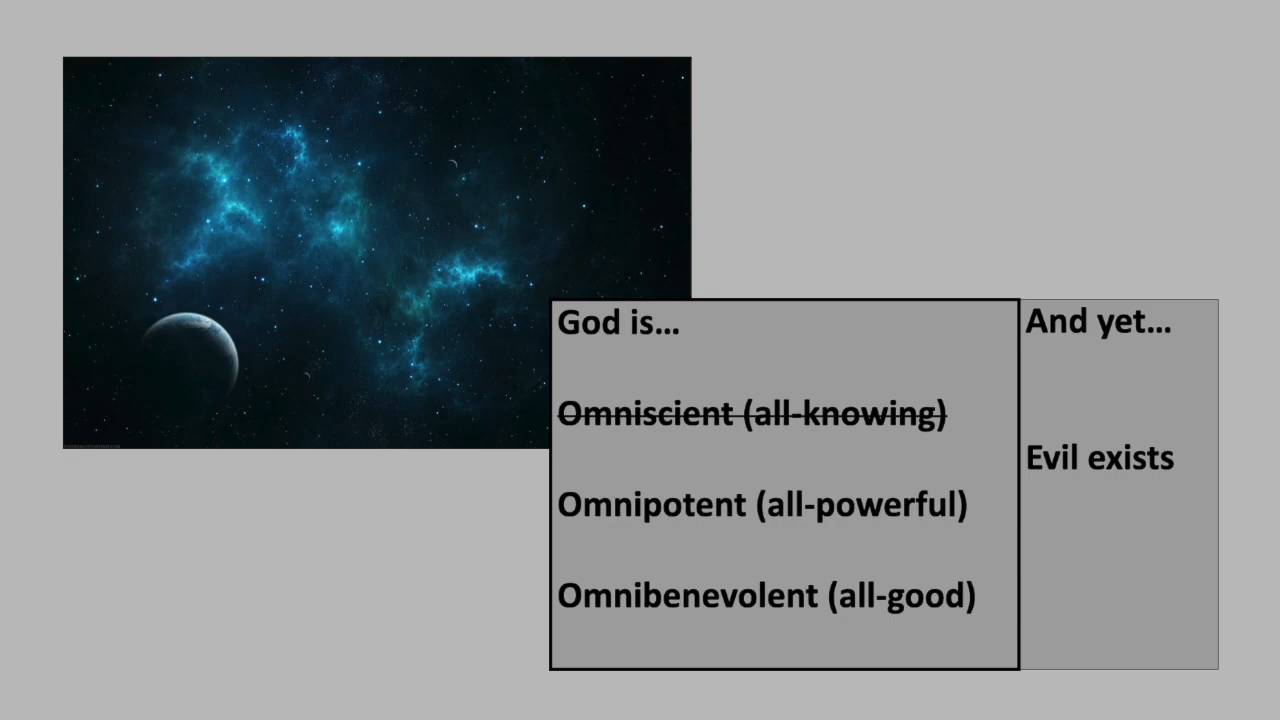 God is...
Omniscient (all-knowing)
Omnipotent (all-powerful)
Omnibenevolent (all-good)
And yet...
Evil exists